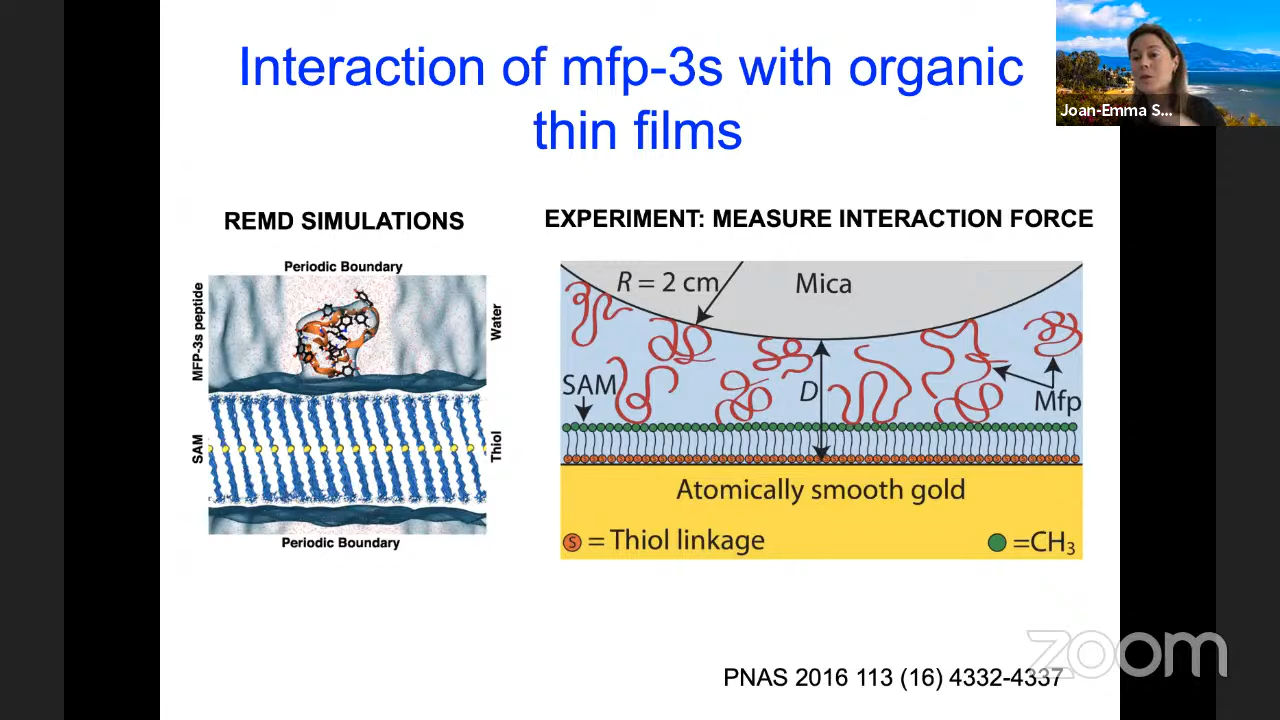 Interaction of mfp-3s with organic
thin films
Joan-Emma S...
REMD SIMULATIONS
EXPERIMENT: MEASURE INTERACTION FORCE
Periodic Boundary
MFP-3s peptide
Water
SAM
Thiol
Periodic Boundary
R = 2 cm
Mica
SAM
D
Mfp
Atomically smooth gold
S = Thiol linkage
=CH₃
zoom
PNAS 2016 113 (16) 4332-4337